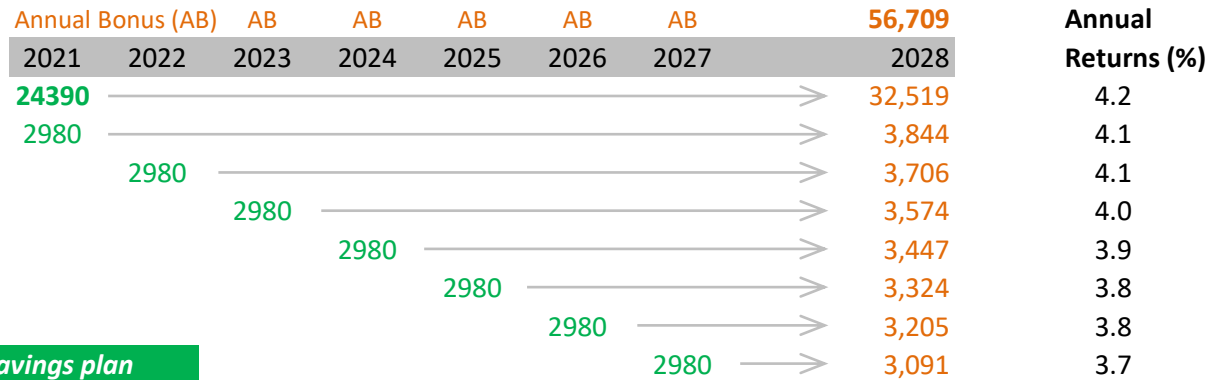 Annual Bonus (AB) AB AB AB AB AB 56,709 Annual
2021 2022 2023 2024 2025 2026 2027 2028 Returns (%)
24390 32,519 4.2
2980 3,844 4.1
2980 3,706 4.1
2980 3,574 4.0
2980 3,447 3.9
2980 3,324 3.8
2980 3,205 3.8
avings plan 2980 3,091 3.7